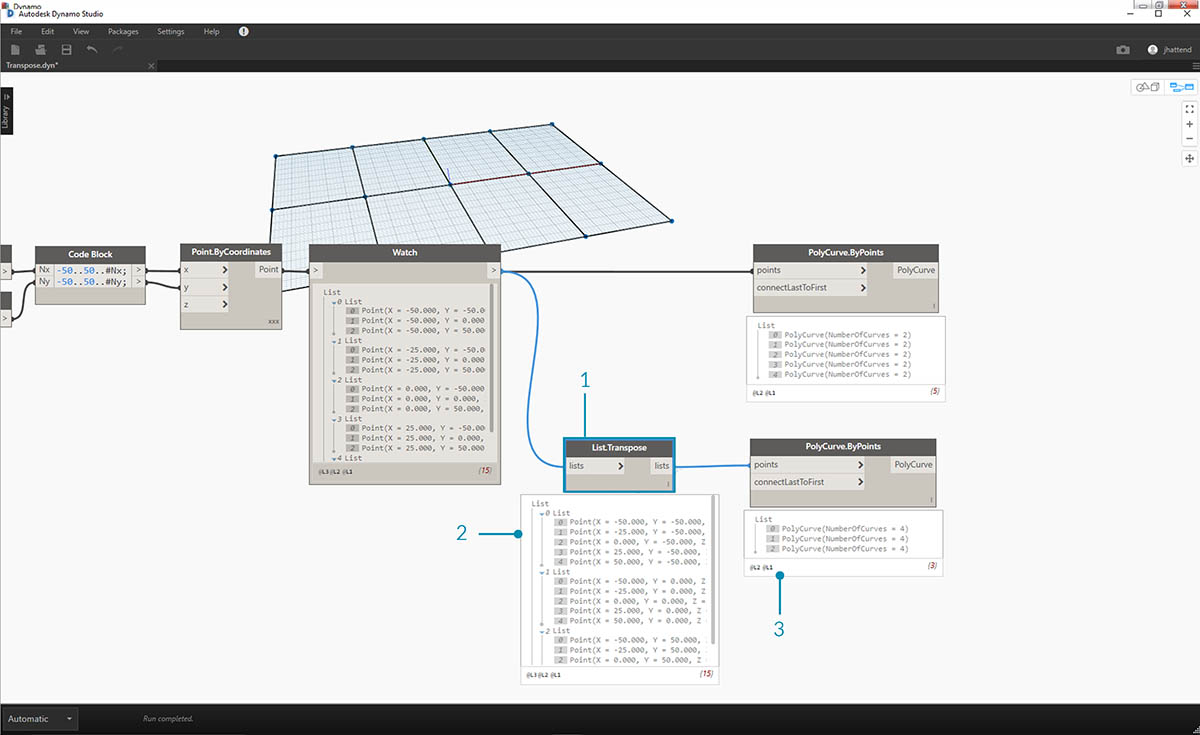 Dynamo
Autodesk Dynamo Studio
File Edit View Packages Settings Help
jhattend
Transpose.dyn*
Library
Code Block
Nx -50..50..#Nx; >
Ny -50..50..#Ny; >
Point.ByCoordinates
x > Point
y >
z >
xxx
Watch
> >
List
0 List
0 Point(X = -50.000, Y = -50.0
1 Point(X = -50.000, Y = 0.000
2 Point(X = -50.000, Y = 50.00
1 List
0 Point(X = -25.000, Y = -50.0
1 Point(X = -25.000, Y = 0.000
2 Point(X = -25.000, Y = 50.00
2 List
0 Point(X = 0.000, Y = -50.000
1 Point(X = 0.000, Y = 0.000,
2 Point(X = 0.000, Y = 50.000,
3 List
0 Point(X = 25.000, Y = -50.00
1 Point(X = 25.000, Y = 0.000,
2 Point(X = 25.000, Y = 50.000
4 List
@L3 @L2 @L1 {15}
PolyCurve.ByPoints
points > PolyCurve
connectLastToFirst >
List
0 PolyCurve(NumberOfCurves = 2)
1 PolyCurve(NumberOfCurves = 2)
2 PolyCurve(NumberOfCurves = 2)
3 PolyCurve(NumberOfCurves = 2)
4 PolyCurve(NumberOfCurves = 2)
@L2 @L1 {5}
1
List.Transpose
lists > lists
2
List
0 List
0 Point(X = -50.000, Y = -50.000,
1 Point(X = -25.000, Y = -50.000,
2 Point(X = 0.000, Y = -50.000, Z
3 Point(X = 25.000, Y = -50.000,
4 Point(X = 50.000, Y = -50.000,
1 List
0 Point(X = -50.000, Y = 0.000, Z
1 Point(X = -25.000, Y = 0.000, Z
2 Point(X = 0.000, Y = 0.000, Z =
3 Point(X = 25.000, Y = 0.000, Z
4 Point(X = 50.000, Y = 0.000, Z
2 List
0 Point(X = -50.000, Y = 50.000,
1 Point(X = -25.000, Y = 50.000,
2 Point(X = 0.000, Y = 50.000, Z
@L3 @L2 @L1 {15}
PolyCurve.ByPoints
points > PolyCurve
connectLastToFirst >
List
0 PolyCurve(NumberOfCurves = 4)
1 PolyCurve(NumberOfCurves = 4)
2 PolyCurve(NumberOfCurves = 4)
@L2 @L1 {3}
3
Automatic
Run completed.